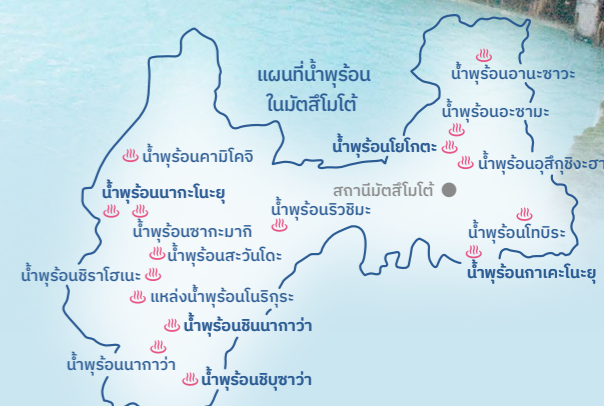 แผนที่น้ำพุร้อน
ในมัตสึโมโต้
น้ำพุร้อนอานะซาวะ
น้ำพุร้อนอะซามะ
น้ำพุร้อนโยโกตะ
น้ำพุร้อนอุสึกุชิงะฮา
น้ำพุร้อนคามิโคจิ
น้ำพุร้อนนากะโนะยุ
สถานีมัตสึโมโต้
น้ำพุร้อนริวชิมะ
น้ำพุร้อนซากะมากิ
น้ำพุร้อนโทบิระ
น้ำพุร้อนสะวันโดะ
น้ำพุร้อนชิราโฮเนะ
น้ำพุร้อนกาเคะโนะยุ
แหล่งน้ำพุร้อนโนริกุระ
น้ำพุร้อนชินนากาว่า
น้ำพุร้อนนากาว่า
น้ำพุร้อนชิบุซาว่า